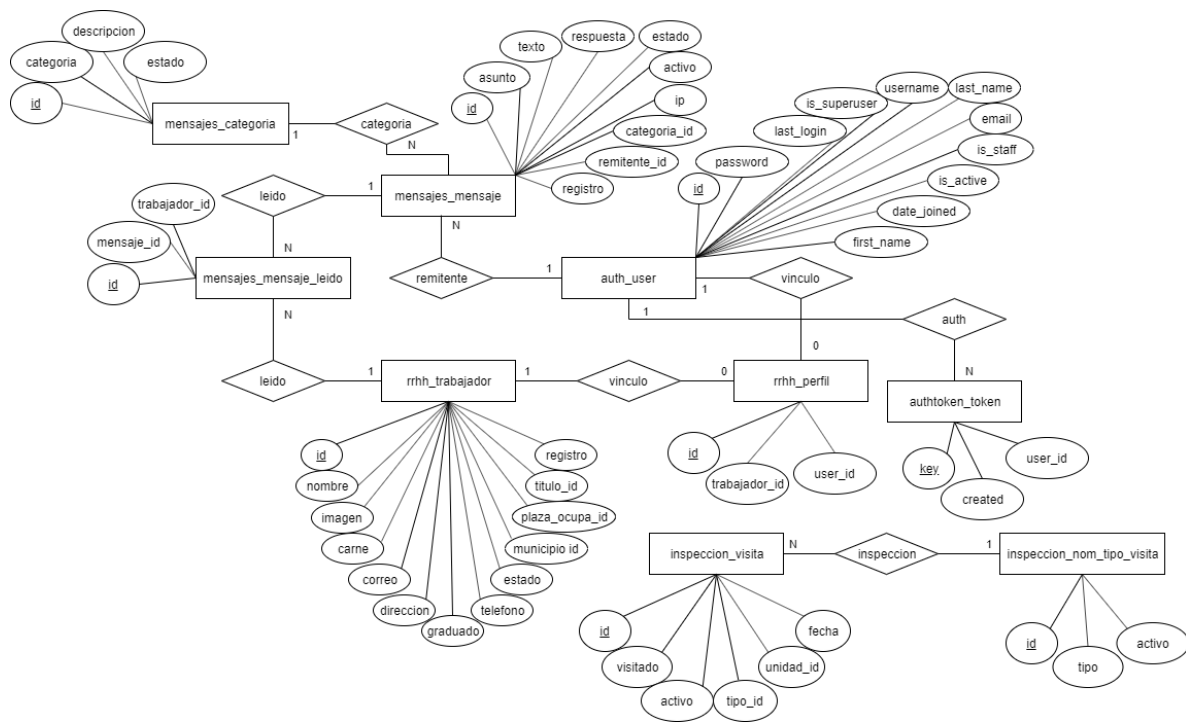 descripcion
categoria
estado
id
mensajes_categoria
1
categoria
N
texto
respuesta
estado
asunto
activo
id
ip
categoria_id
remitente_id
registro
mensajes_mensaje
1
N
leido
N
trabajador_id
mensaje_id
id
mensajes_mensaje_leido
N
remitente
1
username
last_name
is_superuser
email
last_login
is_staff
password
is_active
id
date_joined
first_name
auth_user
1
1
vinculo
0
auth
N
leido
1
rrhh_trabajador
1
vinculo
0
rrhh_perfil
authtoken_token
id
trabajador_id
user_id
key
created
user_id
id
nombre
imagen
carne
correo
direccion
graduado
telefono
estado
municipio id
plaza_ocupa_id
titulo_id
registro
inspeccion_visita
N
inspeccion
1
inspeccion_nom_tipo_visita
id
visitado
activo
tipo_id
unidad_id
fecha
id
tipo
activo